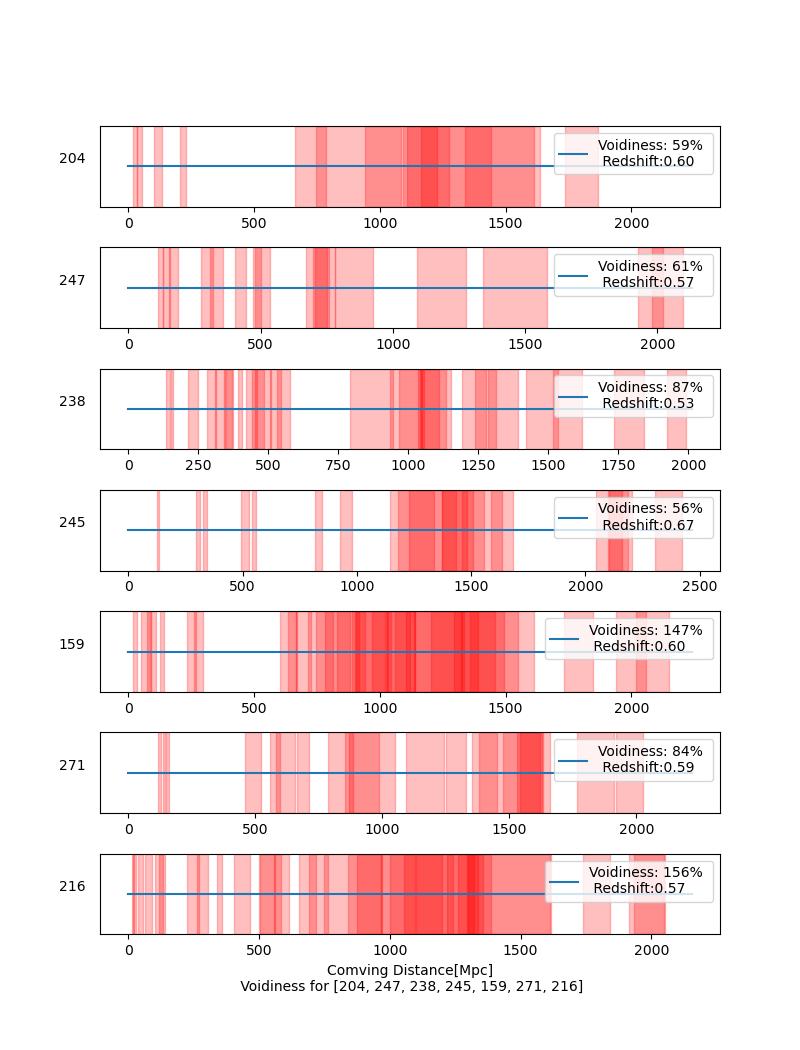 204
Voidiness: 59%
Redshift:0.60
0 500 1000 1500 2000
247
Voidiness: 61%
Redshift:0.57
0 500 1000 1500 2000
238
Voidiness: 87%
Redshift:0.53
0 250 500 750 1000 1250 1500 1750 2000
245
Voidiness: 56%
Redshift:0.67
0 500 1000 1500 2000 2500
159
Voidiness: 147%
Redshift:0.60
0 500 1000 1500 2000
271
Voidiness: 84%
Redshift:0.59
0 500 1000 1500 2000
216
Voidiness: 156%
Redshift:0.57
0 500 1000 1500 2000
Comving Distance[Mpc]
Voidiness for [204, 247, 238, 245, 159, 271, 216]